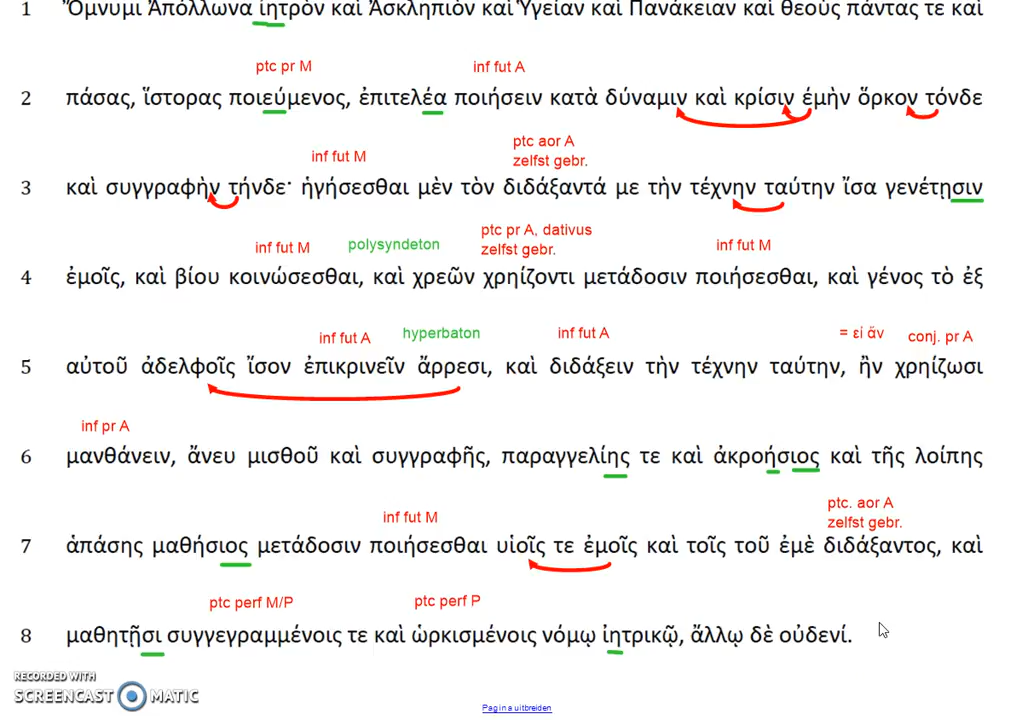 1 Ὄμνυμι Ἀπόλλωνα ἰητρὸν καὶ Ἀσκληπιὸν καὶ Ὑγείαν καὶ Πανάκειαν καὶ θεοὺς πάντας τε καὶ
ptc pr M inf fut A
2 πάσας, ἵστορας ποιεύμενος, ἐπιτελέα ποιήσειν κατὰ δύναμιν καὶ κρίσιν ἐμὴν ὅρκον τόνδε
ptc aor A
inf fut M zelfst gebr.
3 καὶ συγγραφὴν τήνδε· ἡγήσεσθαι μὲν τὸν διδάξαντά με τὴν τέχνην ταύτην ἴσα γενέτῃσιν
ptc pr A, dativus
inf fut M polysyndeton zelfst gebr. inf fut M
4 ἐμοῖς, καὶ βίου κοινώσεσθαι, καὶ χρεῶν χρηίζοντι μετάδοσιν ποιήσεσθαι, καὶ γένος τὸ ἐξ
inf fut A hyperbaton inf fut A = εἰ ἄν conj. pr A
5 αὐτοῦ ἀδελφοῖς ἴσον ἐπικρινεῖν ἄρρεσι, καὶ διδάξειν τὴν τέχνην ταύτην, ἢν χρηίζωσι
inf pr A
6 μανθάνειν, ἄνευ μισθοῦ καὶ συγγραφῆς, παραγγελίης τε καὶ ἀκροήσιος καὶ τῆς λοίπης
ptc. aor A
inf fut M zelfst gebr.
7 ἁπάσης μαθήσιος μετάδοσιν ποιήσεσθαι υἱοῖς τε ἐμοῖς καὶ τοῖς τοῦ ἐμὲ διδάξαντος, καὶ
ptc perf M/P ptc perf P
8 μαθητῇσι συγγεγραμμένοις τε καὶ ὡρκισμένοις νόμῳ ἰητρικῷ, ἄλλῳ δὲ οὐδενί.
RECORDED WITH
SCREENCAST MATIC
Pagina uitbreiden